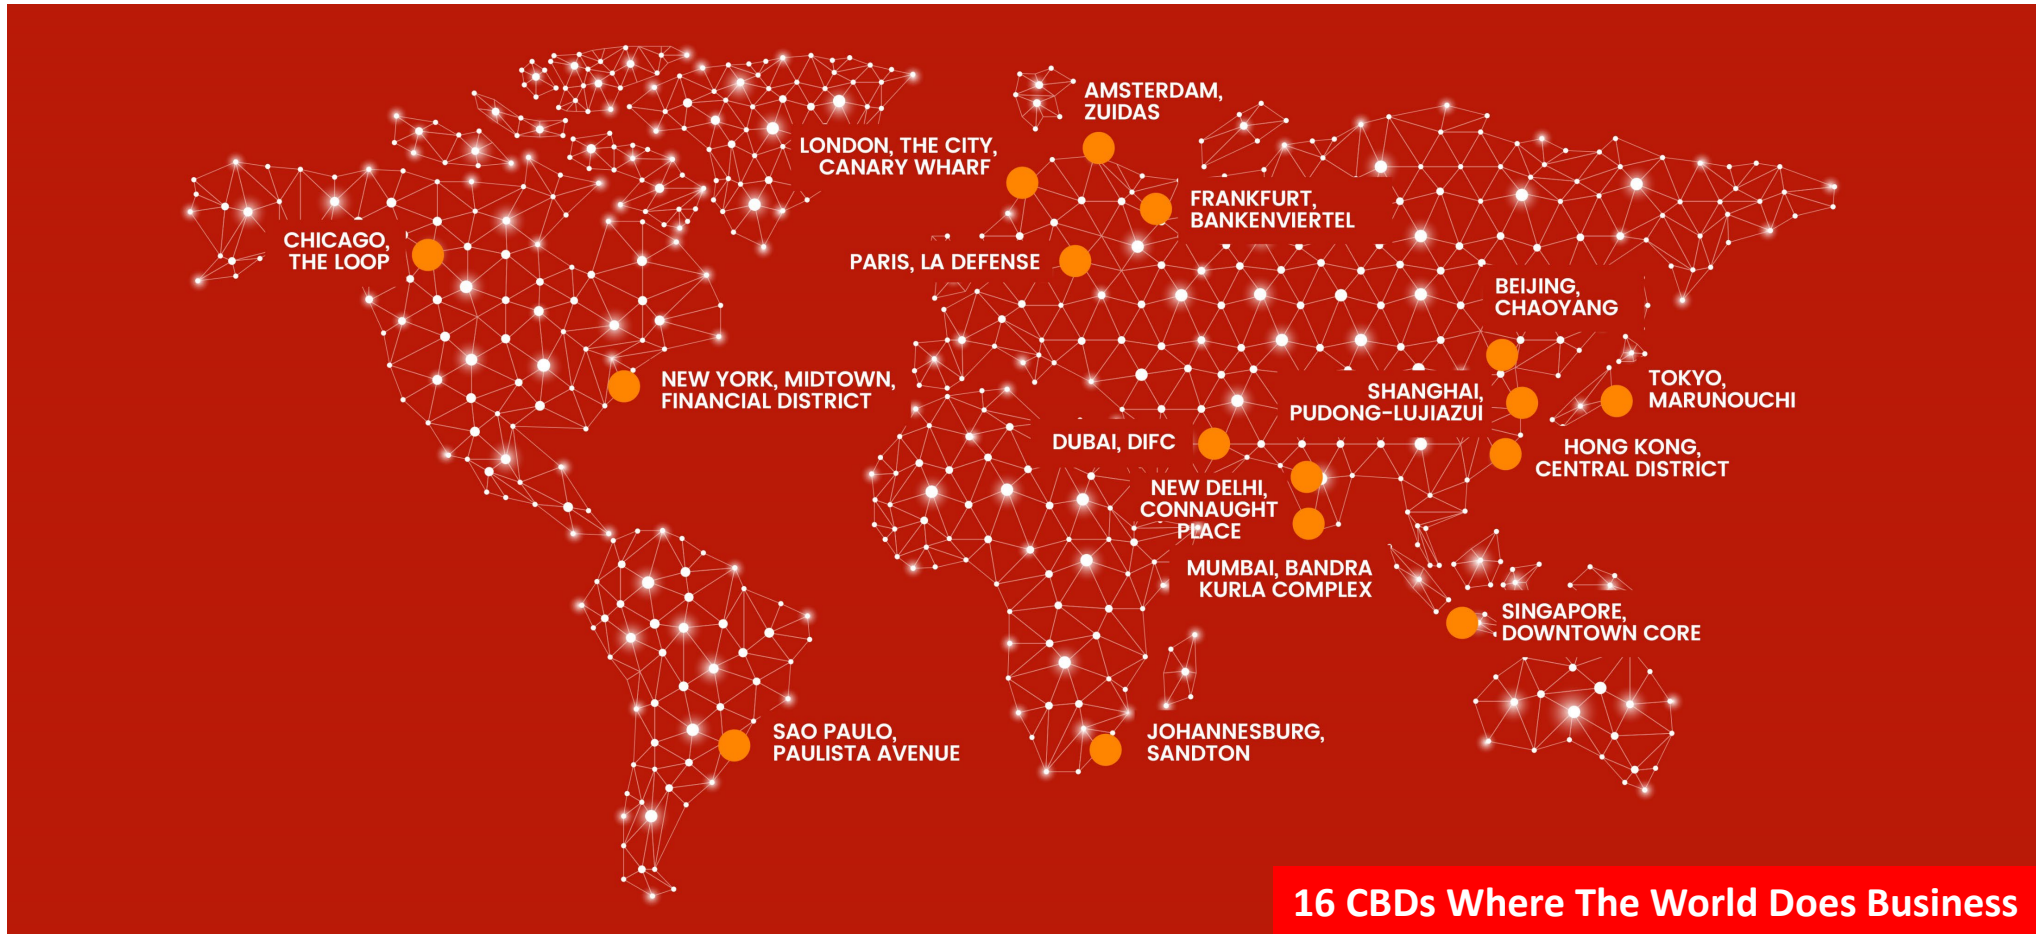 AMSTERDAM,
ZUIDAS
LONDON, THE CITY,
CANARY WHARF
FRANKFURT,
BANKENVIERTEL
CHICAGO,
THE LOOP
PARIS, LA DEFENSE
BEIJING,
CHAOYANG
NEW YORK, MIDTOWN,
FINANCIAL DISTRICT
SHANGHAI,
PUDONG-LUJIAZUI
TOKYO,
MARUNOUCHI
DUBAI, DIFC
HONG KONG,
CENTRAL DISTRICT
NEW DELHI,
CONNAUGHT
PLACE
MUMBAI, BANDRA
KURLA COMPLEX
SINGAPORE,
DOWNTOWN CORE
SAO PAULO,
PAULISTA AVENUE
JOHANNESBURG,
SANDTON
16 CBDs Where The World Does Business